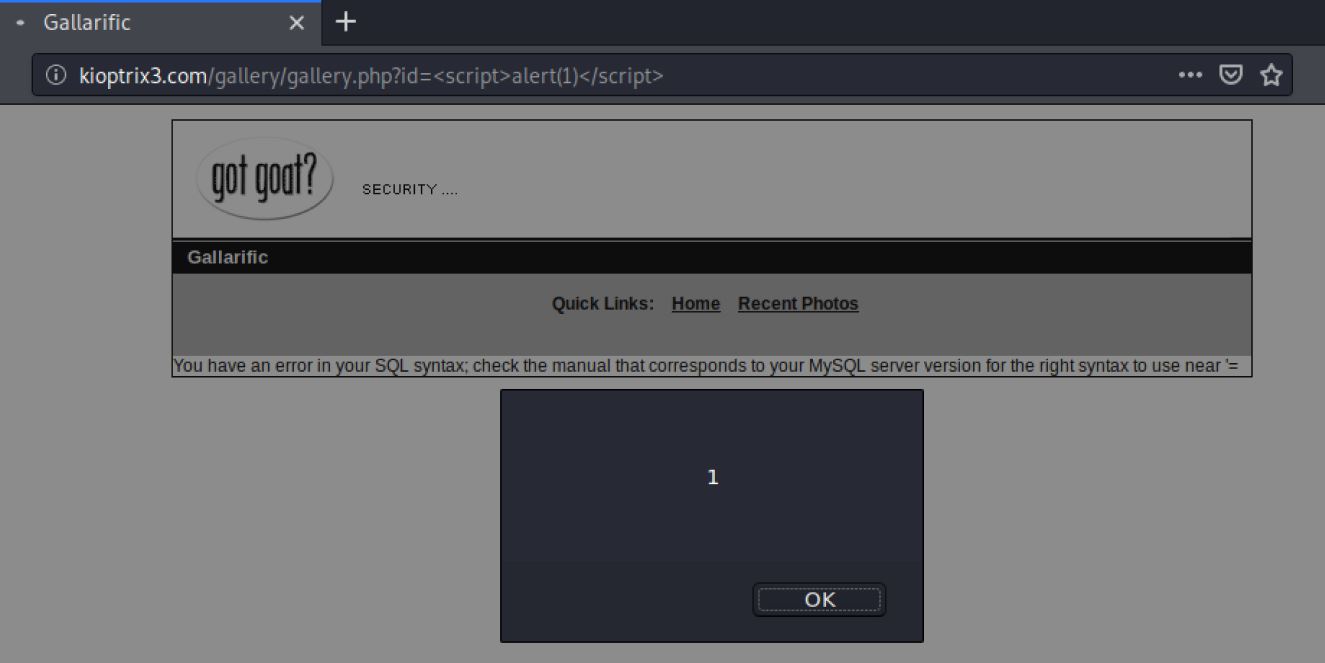 Gallarific
kioptrix3.com/gallery/gallery.php?id=<script>alert(1)</script>
got goat?
SECURITY ....
Gallarific
Quick Links: Home Recent Photos
You have an error in your SQL syntax; check the manual that corresponds to your MySQL server version for the right syntax to use near '=
1
OK